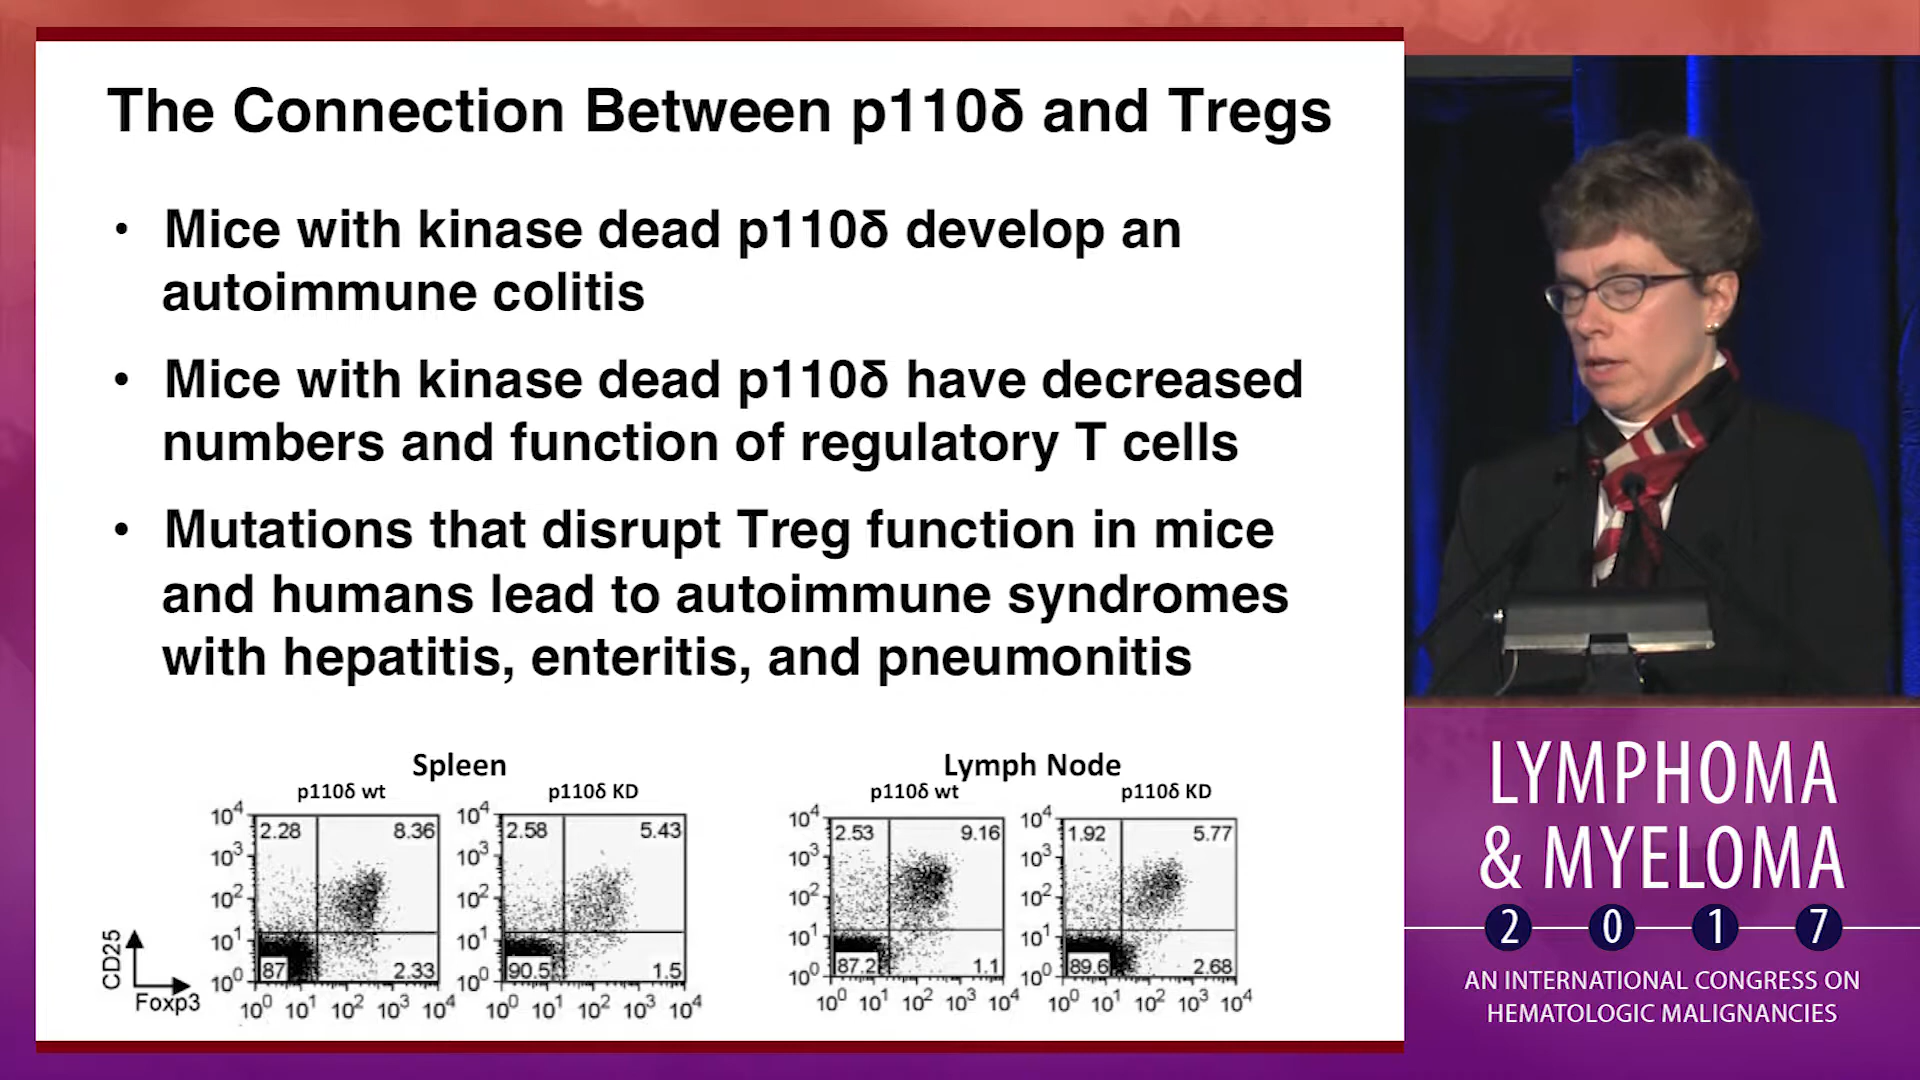 The Connection Between p110δ and Tregs
• Mice with kinase dead p110δ develop an
autoimmune colitis
• Mice with kinase dead p110δ have decreased
numbers and function of regulatory T cells
• Mutations that disrupt Treg function in mice
and humans lead to autoimmune syndromes
with hepatitis, enteritis, and pneumonitis
Spleen
p110δ wt
p110δ KD
10⁴
10³
10²
10¹
10⁰
2.28
8.36
87
2.33
10⁰ 10¹ 10² 10³ 10⁴
10⁴
10³
10²
10¹
10⁰
2.58
5.43
90.5
1.5
10⁰ 10¹ 10² 10³ 10⁴
CD25
Foxp3
Lymph Node
p110δ wt
p110δ KD
10⁴
10³
10²
10¹
10⁰
2.53
9.16
87.2
1.1
10⁰ 10¹ 10² 10³ 10⁴
10⁴
10³
10²
10¹
10⁰
1.92
5.77
89.6
2.68
10⁰ 10¹ 10² 10³ 10⁴
LYMPHOMA
& MYELOMA
2 0 1 7
AN INTERNATIONAL CONGRESS ON
HEMATOLOGIC MALIGNANCIES